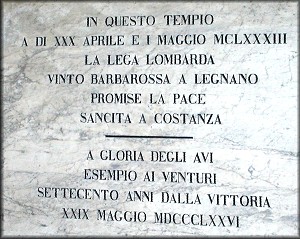 IN QUESTO TEMPIO
A DI XXX APRILE E I MAGGIO MCLXXXIII
LA LEGA LOMBARDA
VINTO BARBAROSSA A LEGNANO
PROMISE LA PACE
SANCITA A COSTANZA
A GLORIA DEGLI AVI
ESEMPIO AI VENTURI
SETTECENTO ANNI DALLA VITTORIA
XXIX MAGGIO MDCCCLXXVI